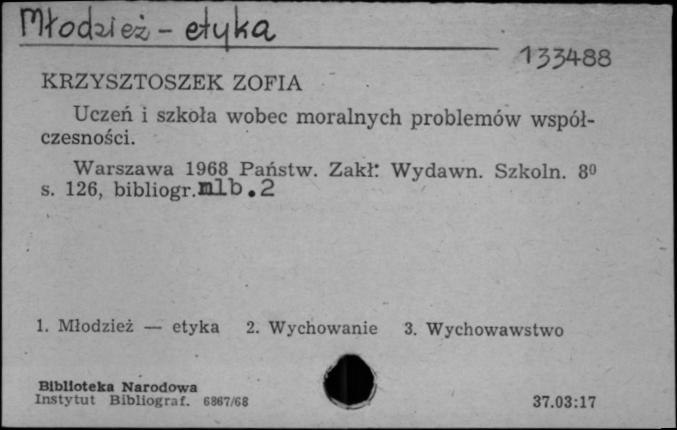 Młodzież - etyka
133488
KRZYSZTOSZEK ZOFIA
Uczeń i szkoła wobec moralnych problemów współ-
czesności.
Warszawa 1968 Państw. Zakł. Wydawn. Szkoln. 8⁰
s. 126, bibliogr. nlb.2
1. Młodzież — etyka 2. Wychowanie 3. Wychowawstwo
Biblioteka Narodowa
Instytut Bibliograf. 6867/68
37.03:17